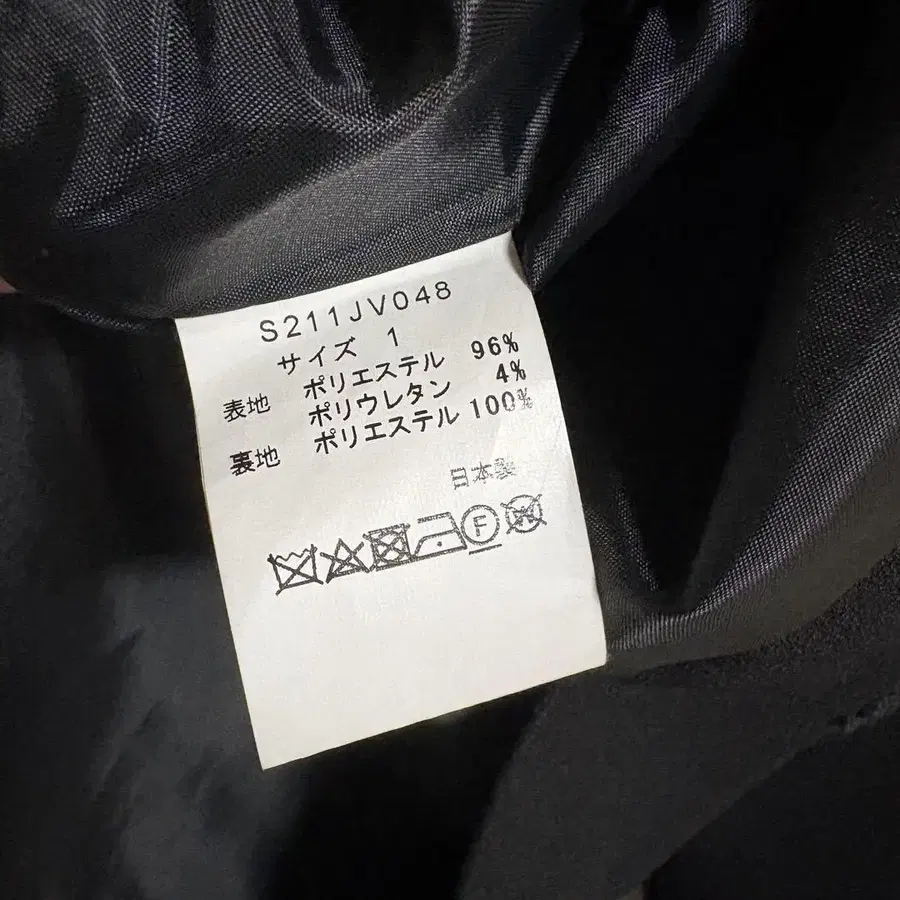 S211JV048
サイズ 1
表地 ポリエステル 96%
ポリウレタン 4%
裏地 ポリエステル 100%
日本製
F
W